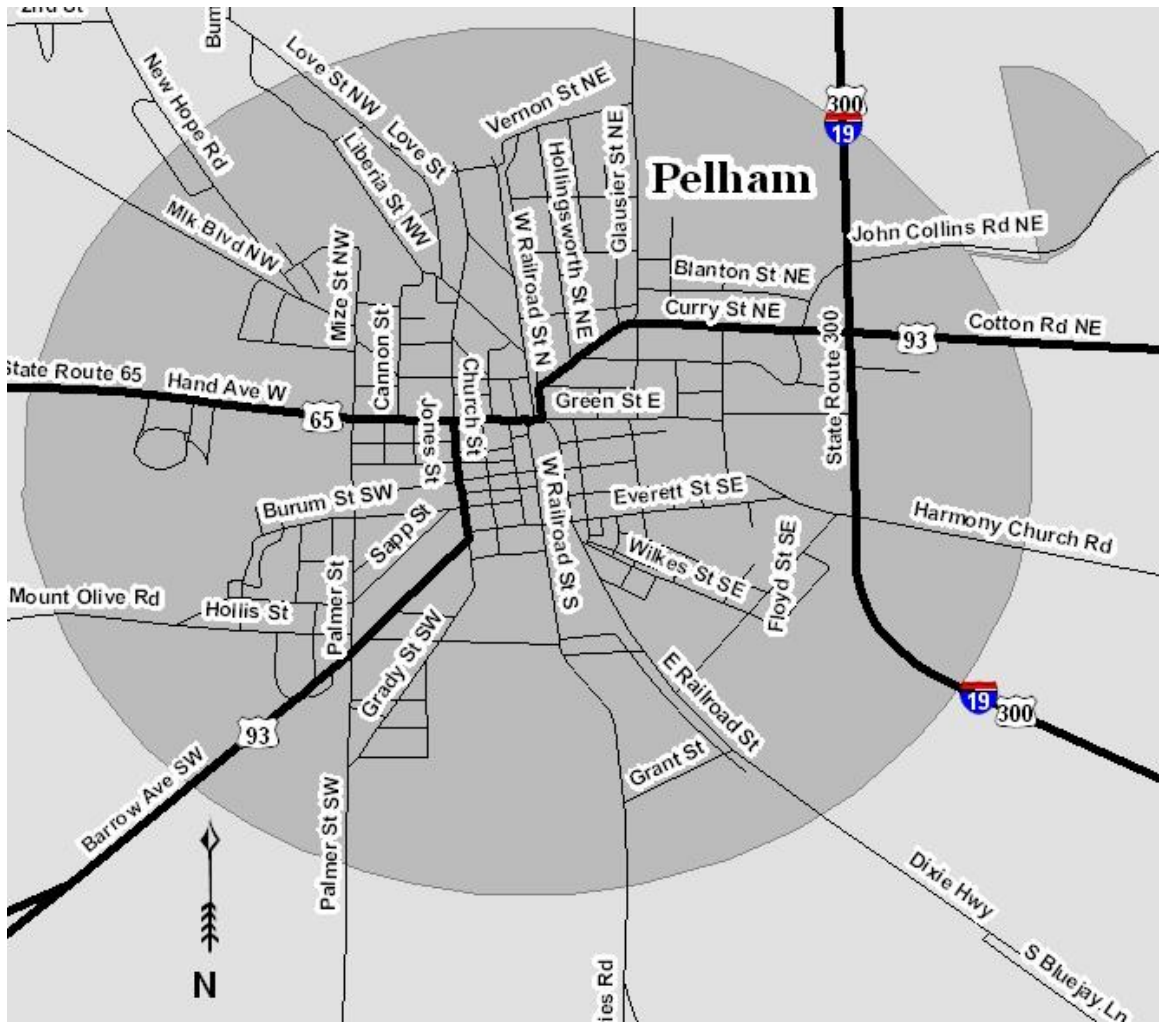 2nd St
Bum
New Hope Rd
Love St NW
Love St
Liberia St NW
Vernon St NE
Hollingsworth St NE
Glausier St NE
Pelham
300
19
John Collins Rd NE
Mlk Blvd NW
Mize St NW
W Railroad St N
Blanton St NE
Curry St NE
State Route 300
93
Cotton Rd NE
State Route 65
Hand Ave W
65
Cannon St
Jones St
Church St
Green St E
Burum St SW
Sapp St
W Railroad St S
Everett St SE
Harmony Church Rd
Wilkes St SE
Floyd St SE
Mount Olive Rd
Hollis St
Palmer St
Grady St SW
E Railroad St
19
300
93
Barrow Ave SW
Grant St
Palmer St SW
Dixie Hwy
S Bluejay Ln
ies Rd
N